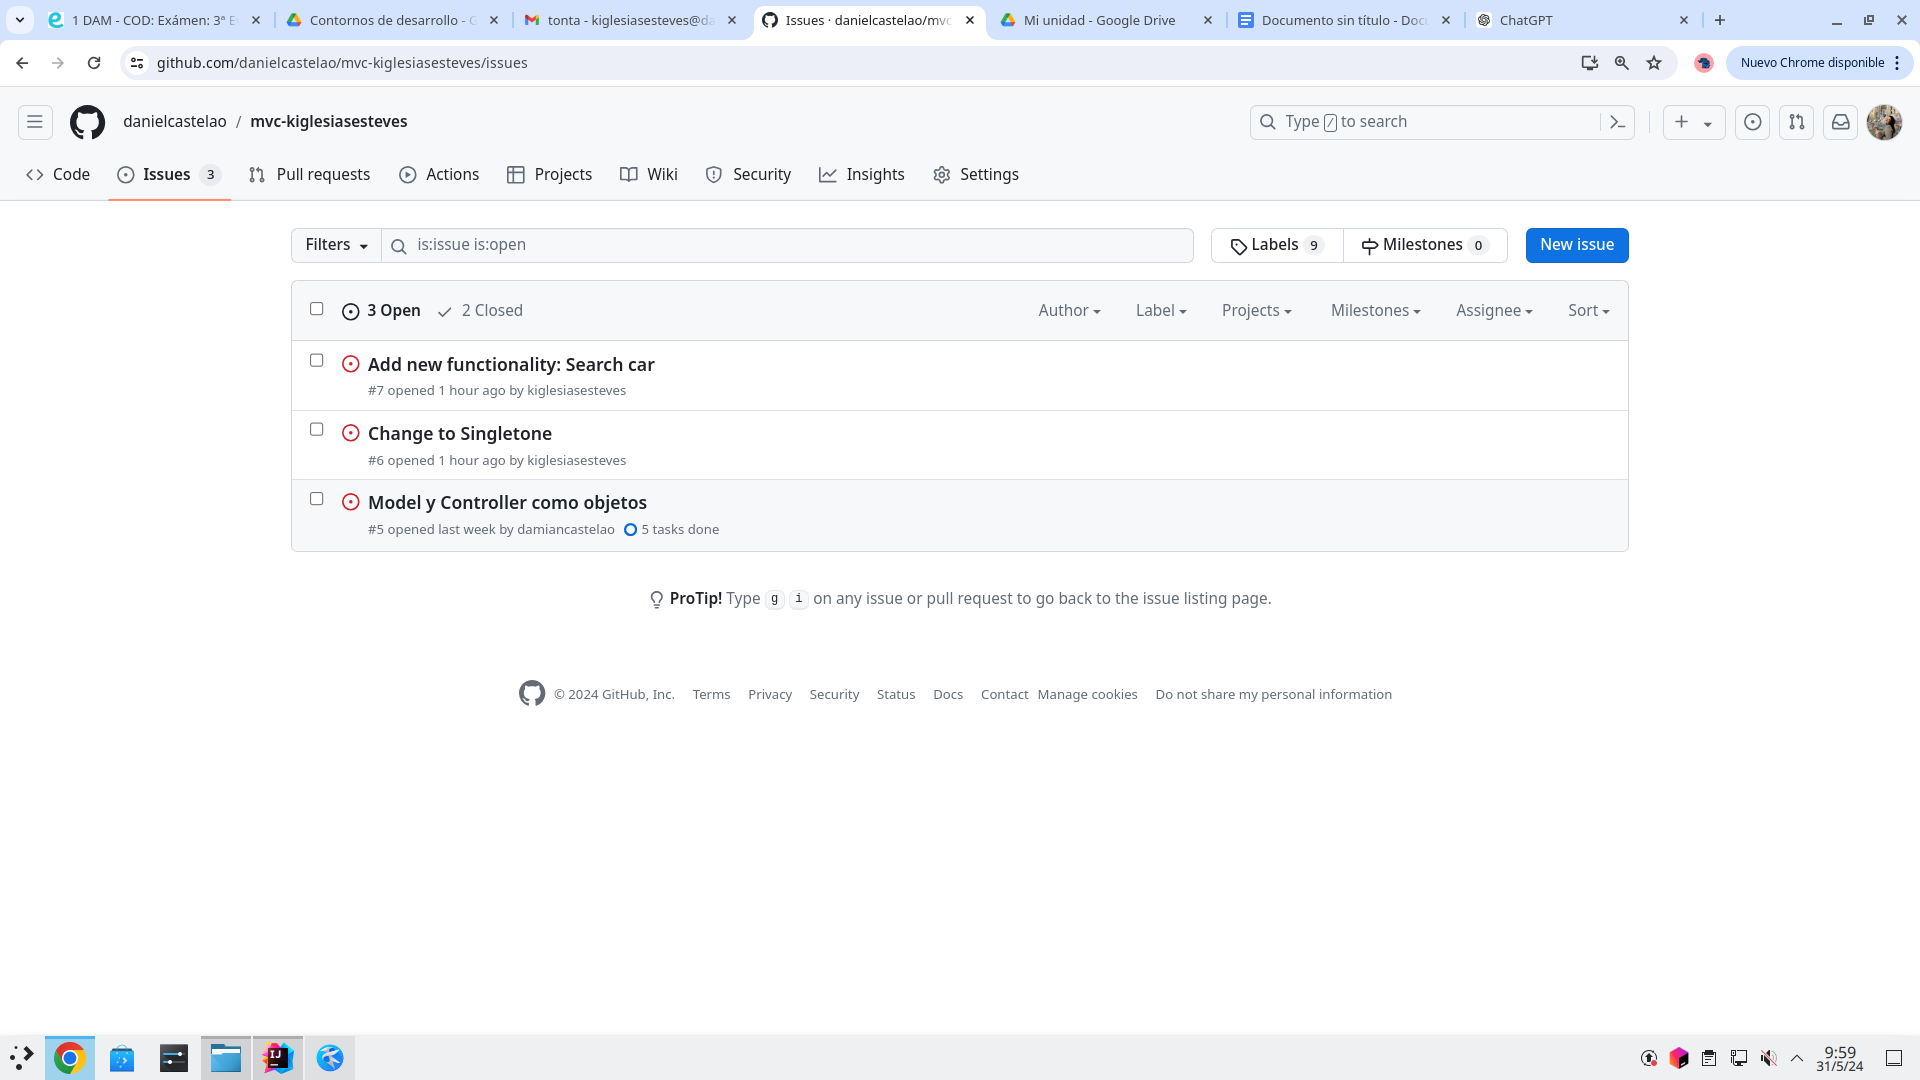 1 DAM - COD: Exámen: 3ª E
Contornos de desarrollo - G
tonta - kiglesiasesteves@da
Issues · danielcastelao/mvc
Mi unidad - Google Drive
Documento sin título - Docu
ChatGPT
github.com/danielcastelao/mvc-kiglesiasesteves/issues
Nuevo Chrome disponible
danielcastelao / mvc-kiglesiasesteves
Type / to search
Code
Issues 3
Pull requests
Actions
Projects
Wiki
Security
Insights
Settings
Filters
is:issue is:open
Labels 9
Milestones 0
New issue
3 Open
2 Closed
Author
Label
Projects
Milestones
Assignee
Sort
Add new functionality: Search car
#7 opened 1 hour ago by kiglesiasesteves
Change to Singletone
#6 opened 1 hour ago by kiglesiasesteves
Model y Controller como objetos
#5 opened last week by damiancastelao 5 tasks done
ProTip! Type g i on any issue or pull request to go back to the issue listing page.
© 2024 GitHub, Inc. Terms Privacy Security Status Docs Contact Manage cookies Do not share my personal information
IJ
9:59
31/5/24